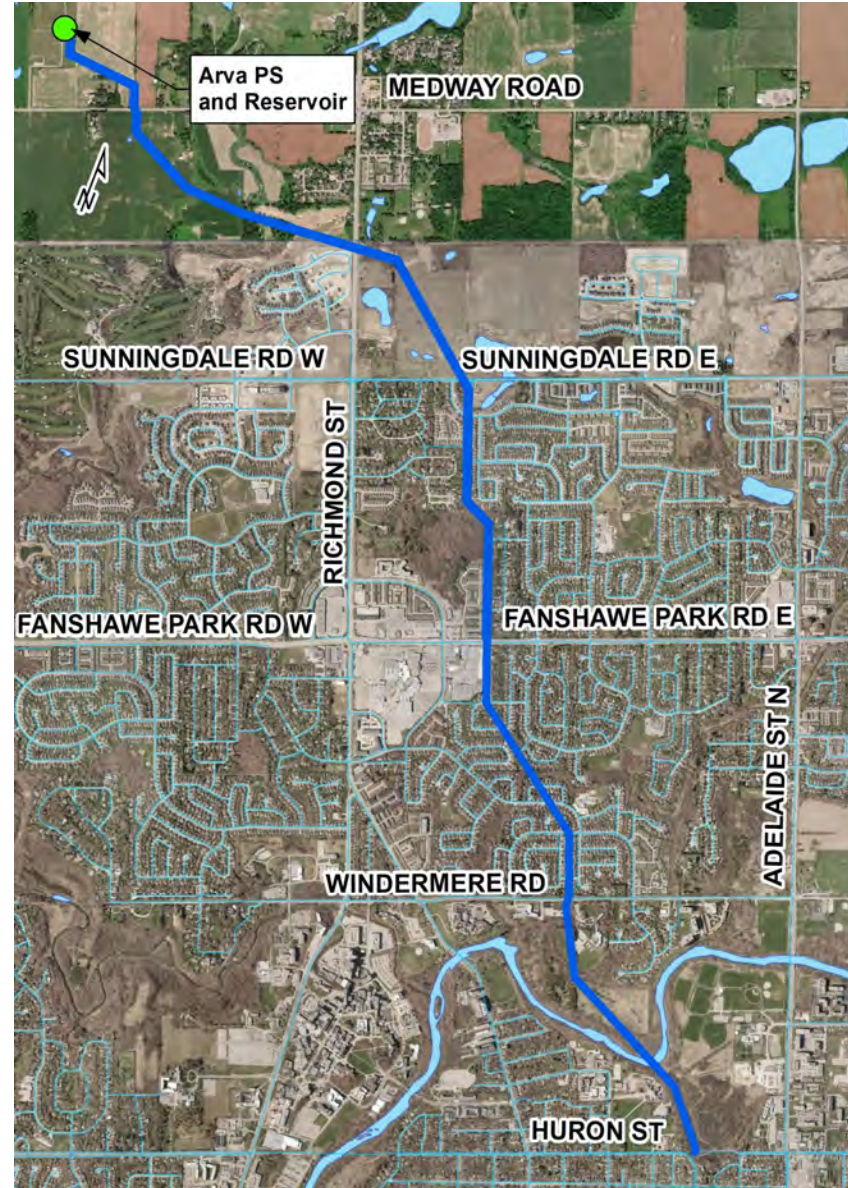 Arva PS
and Reservoir
MEDWAY ROAD
N
SUNNINGDALE RD W
SUNNINGDALE RD E
RICHMOND ST
FANSHAWE PARK RD W
FANSHAWE PARK RD E
ADELAIDE ST N
WINDERMERE RD
HURON ST